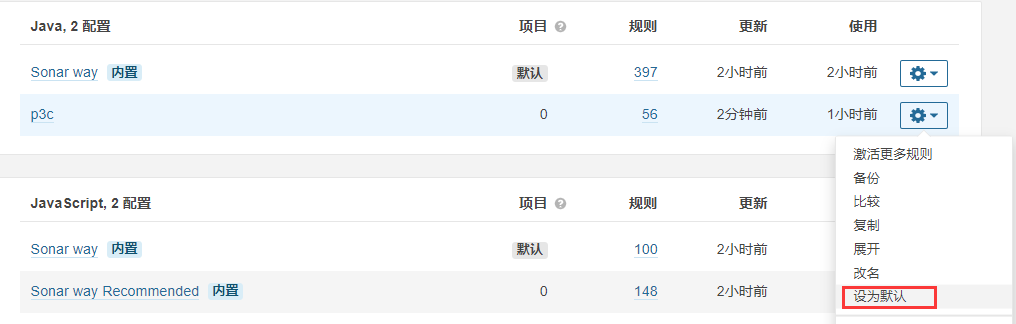 Java, 2 配置 项目 ? 规则 更新 使用
Sonar way 内置 默认 397 2小时前 2小时前
p3c 0 56 2分钟前 1小时前
激活更多规则
备份
JavaScript, 2 配置 项目 ? 规则 更新
比较
复制
Sonar way 内置 默认 100 2小时前
展开
改名
Sonar way Recommended 内置 0 148 2小时前
设为默认